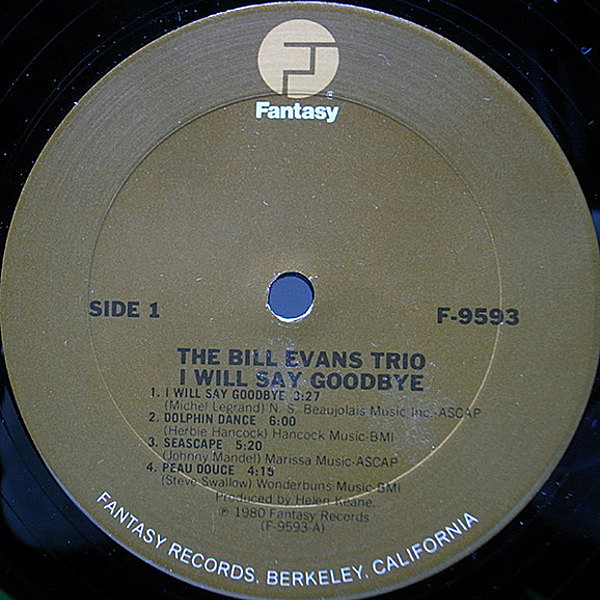 Fantasy
SIDE 1
F-9593
THE BILL EVANS TRIO
I WILL SAY GOODBYE
1. I WILL SAY GOODBYE 3:27
(Michel Legrand) N. S. Beaujolais Music Inc.-ASCAP
2. DOLPHIN DANCE 6:00
(Herbie Hancock) Hancock Music-BMI
3. SEASCAPE 5:20
(Johnny Mandel) Marissa Music-ASCAP
4. PEAU DOUCE 4:15
(Steve Swallow) Wonderbuns Music-BMI
Produced by Helen Keane.
℗ 1980 Fantasy Records
(F-9593-A)
FANTASY RECORDS, BERKELEY, CALIFORNIA